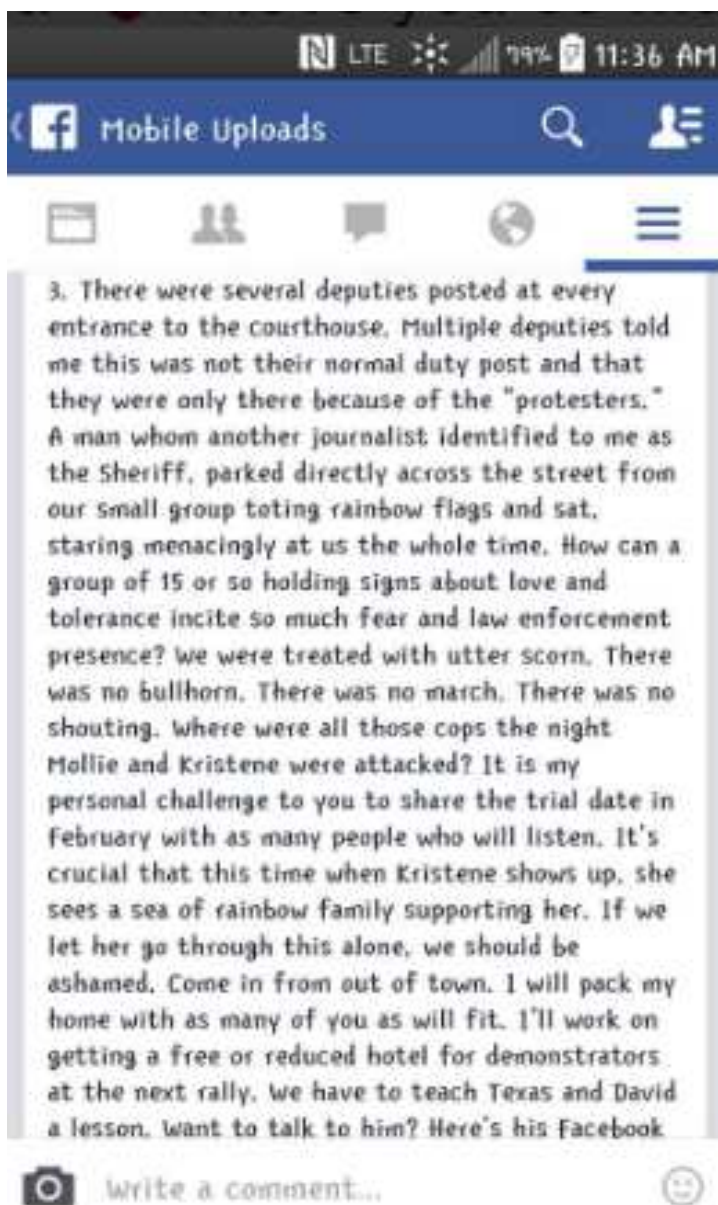 LTE 79% 11:36 AM
Mobile Uploads
3. There were several deputies posted at every
entrance to the courthouse. Multiple deputies told
me this was not their normal duty post and that
they were only there because of the "protesters."
A man whom another journalist identified to me as
the Sheriff, parked directly across the street from
our small group toting rainbow flags and sat,
staring menacingly at us the whole time. How can a
group of 15 or so holding signs about love and
tolerance incite so much fear and law enforcement
presence? We were treated with utter scorn. There
was no bullhorn. There was no march. There was no
shouting. Where were all those cops the night
Mollie and Kristene were attacked? It is my
personal challenge to you to share the trial date in
February with as many people who will listen. It's
crucial that this time when Kristene shows up, she
sees a sea of rainbow family supporting her. If we
let her go through this alone, we should be
ashamed. Come in from out of town. I will pack my
home with as many of you as will fit. I'll work on
getting a free or reduced hotel for demonstrators
at the next rally. We have to teach Texas and David
a lesson. Want to talk to him? Here's his Facebook
Write a comment...